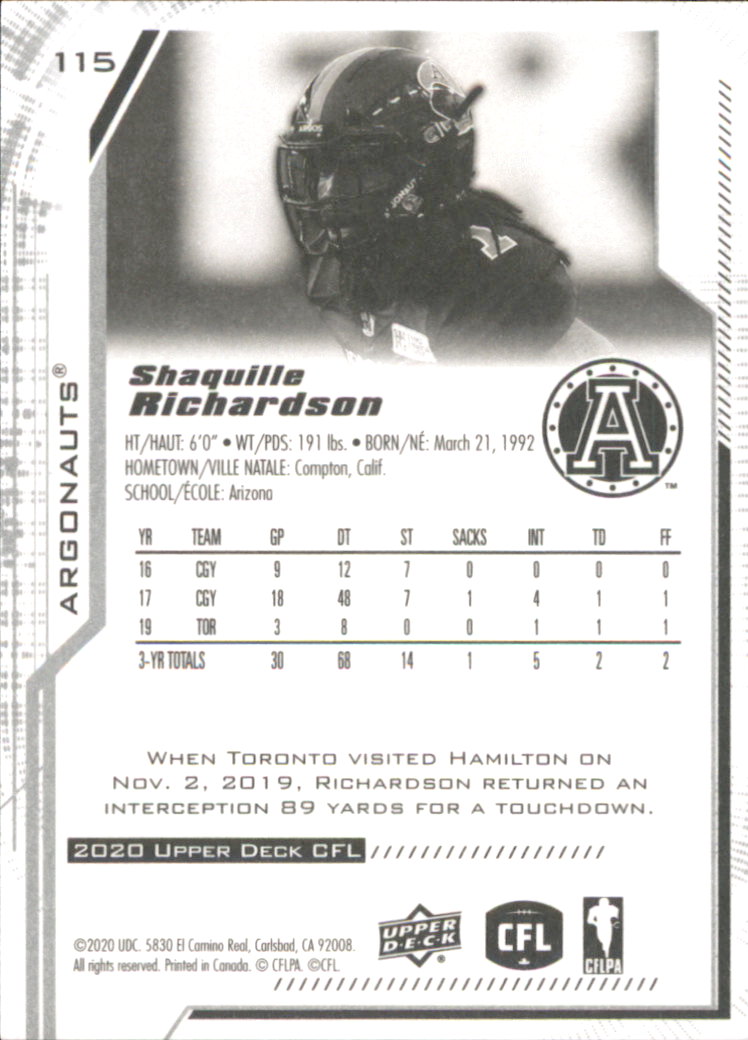 115
ARGOS
ARGONAUTS®
Shaquille
Richardson
HT/HAUT: 6'0" • WT/PDS: 191 lbs. • BORN/NÉ: March 21, 1992
HOMETOWN/VILLE NATALE: Compton, Calif.
SCHOOL/ÉCOLE: Arizona
A
TM
YR TEAM GP DT ST SACKS INT TD FF
16 CGY 9 12 7 0 0 0 0
17 CGY 18 48 7 1 4 1 1
19 TOR 3 8 0 0 1 1 1
3-YR TOTALS 30 68 14 1 5 2 2
WHEN TORONTO VISITED HAMILTON ON
NOV. 2, 2019, RICHARDSON RETURNED AN
INTERCEPTION 89 YARDS FOR A TOUCHDOWN.
2020 UPPER DECK CFL
©2020 UDC. 5830 El Camino Real, Carlsbad, CA 92008.
All rights reserved. Printed in Canada. © CFLPA. ©CFL.
UPPER
D·E·C·K
®
CFL
CFLPA